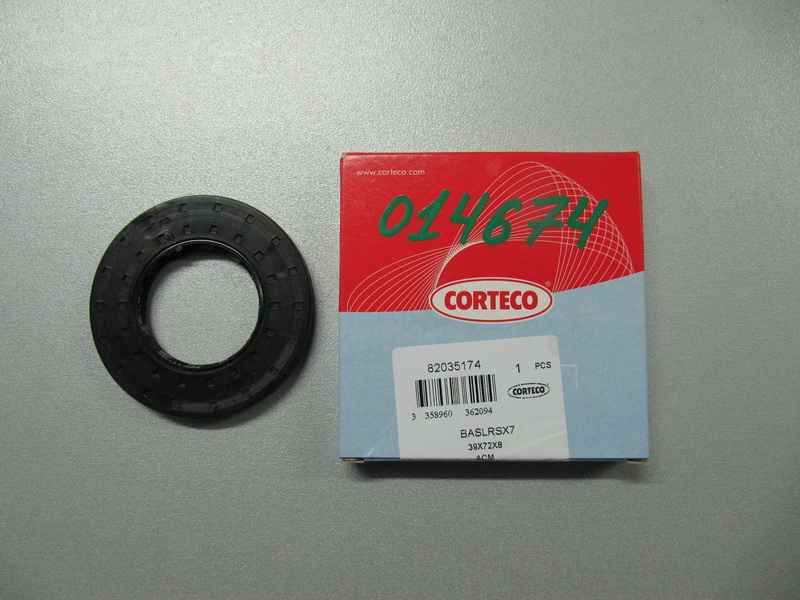 www.corteco.com
014674
CORTECO
82035174 1 PCS
CORTECO
3 358960 362094
BASLRSX7
39X72X8
ACM